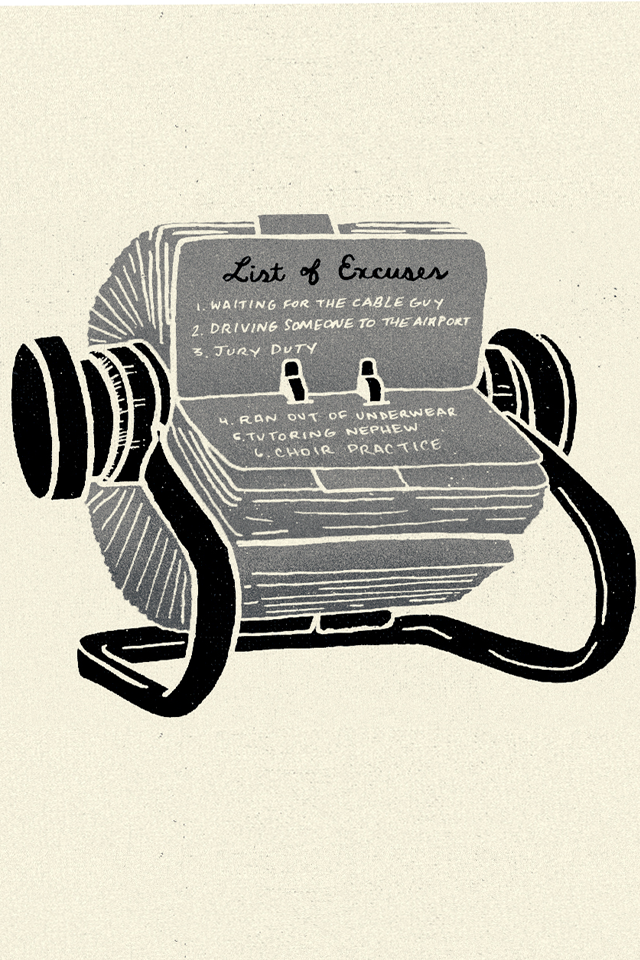 List of Excuses
1. WAITING FOR THE CABLE GUY
2. DRIVING SOMEONE TO THE AIRPORT
3. JURY DUTY
4. RAN OUT OF UNDERWEAR
5. TUTORING NEPHEW
6. CHOIR PRACTICE